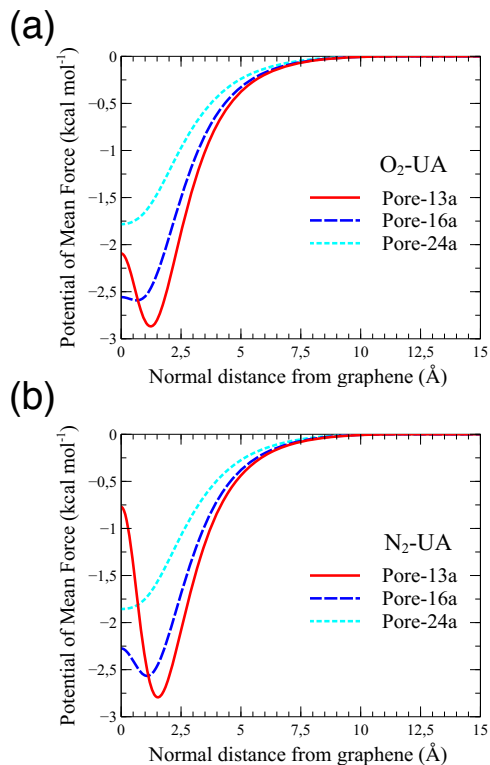 (a)
0
−0,5
−1
−1,5
−2
−2,5
−3
Potential of Mean Force (kcal mol⁻¹)
O₂-UA
Pore-13a
Pore-16a
Pore-24a
0 2,5 5 7,5 10 12,5 15
Normal distance from graphene (Å)
(b)
0
−0,5
−1
−1,5
−2
−2,5
−3
Potential of Mean Force (kcal mol⁻¹)
N₂-UA
Pore-13a
Pore-16a
Pore-24a
0 2,5 5 7,5 10 12,5 15
Normal distance from graphene (Å)